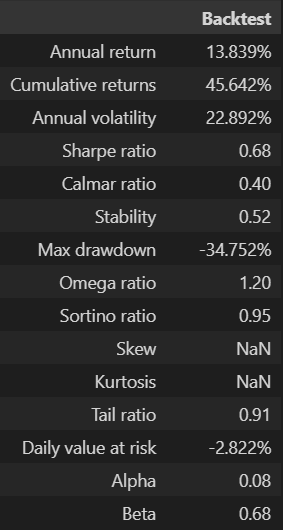 Backtest
Annual return 13.839%
Cumulative returns 45.642%
Annual volatility 22.892%
Sharpe ratio 0.68
Calmar ratio 0.40
Stability 0.52
Max drawdown -34.752%
Omega ratio 1.20
Sortino ratio 0.95
Skew NaN
Kurtosis NaN
Tail ratio 0.91
Daily value at risk -2.822%
Alpha 0.08
Beta 0.68